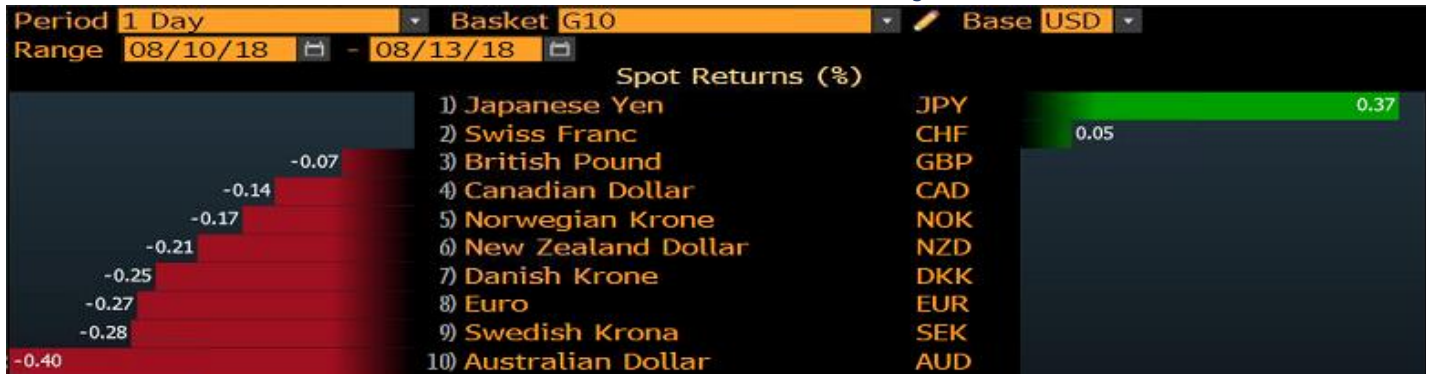 Period 1 Day Basket G10 Base USD
Range 08/10/18 - 08/13/18
Spot Returns (%)
1) Japanese Yen JPY 0.37
2) Swiss Franc CHF 0.05
-0.07 3) British Pound GBP
-0.14 4) Canadian Dollar CAD
-0.17 5) Norwegian Krone NOK
-0.21 6) New Zealand Dollar NZD
-0.25 7) Danish Krone DKK
-0.27 8) Euro EUR
-0.28 9) Swedish Krona SEK
-0.40 10) Australian Dollar AUD